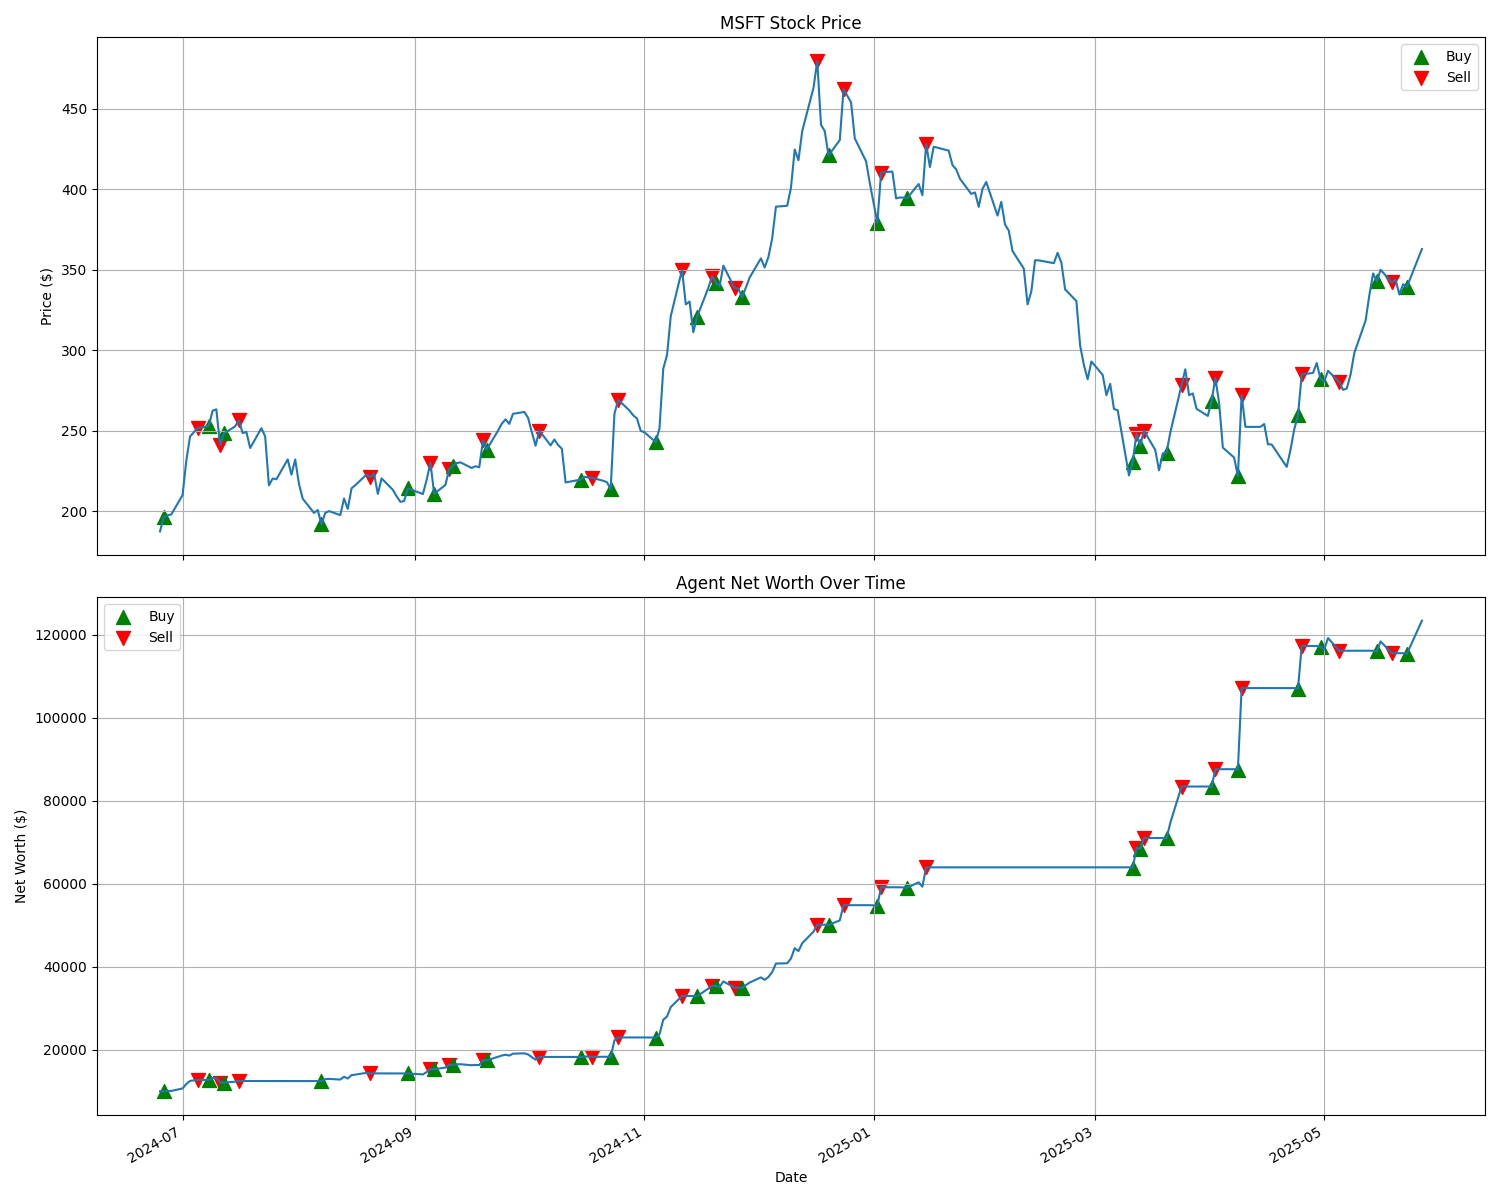 MSFT Stock Price
Buy
Sell
450
400
350
300
250
200
Price ($)
Agent Net Worth Over Time
Buy
Sell
120000
100000
80000
60000
40000
20000
Net Worth ($)
2024-07
2024-09
2024-11
2025-01
2025-03
2025-05
Date